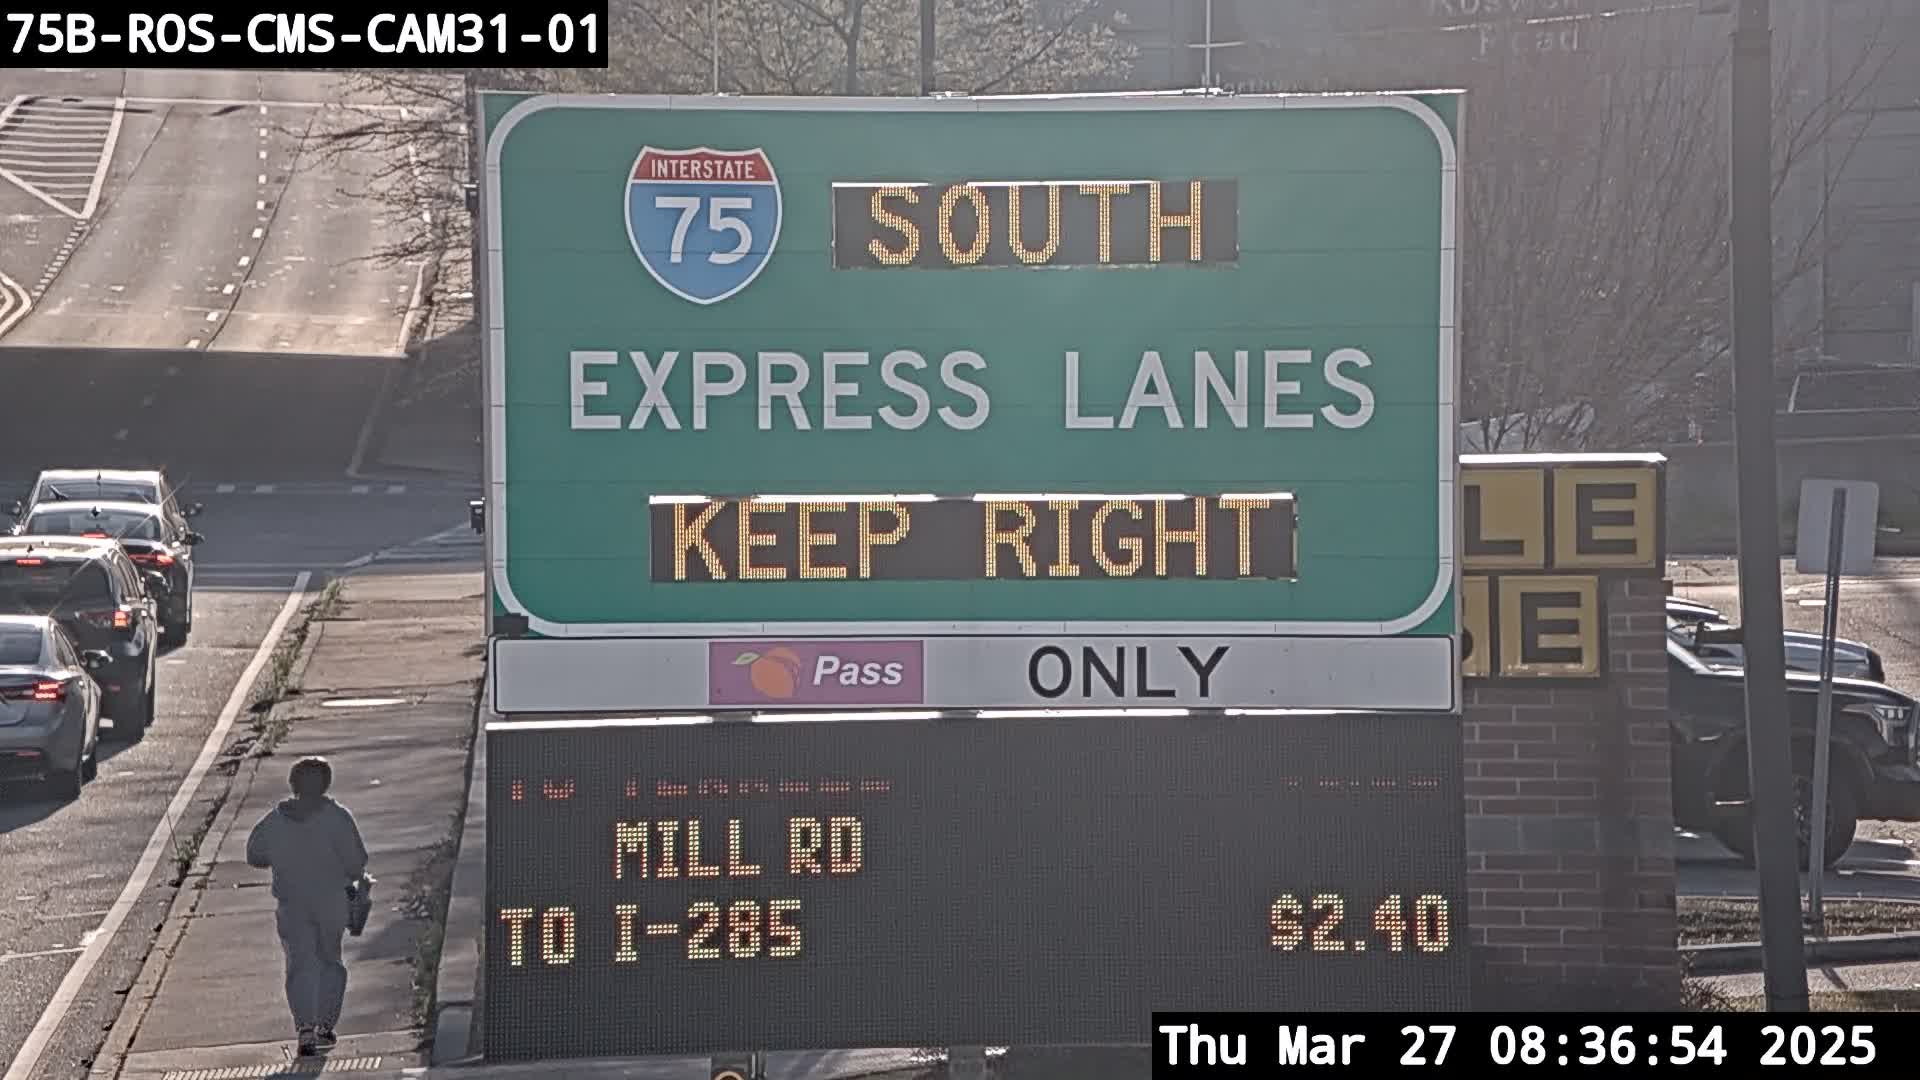 75B-ROS-CMS-CAM31-01
INTERSTATE
75
SOUTH
EXPRESS LANES
KEEP RIGHT
Pass ONLY
MILL RD
TO I-285 $2.40
LE
E
Thu Mar 27 08:36:54 2025